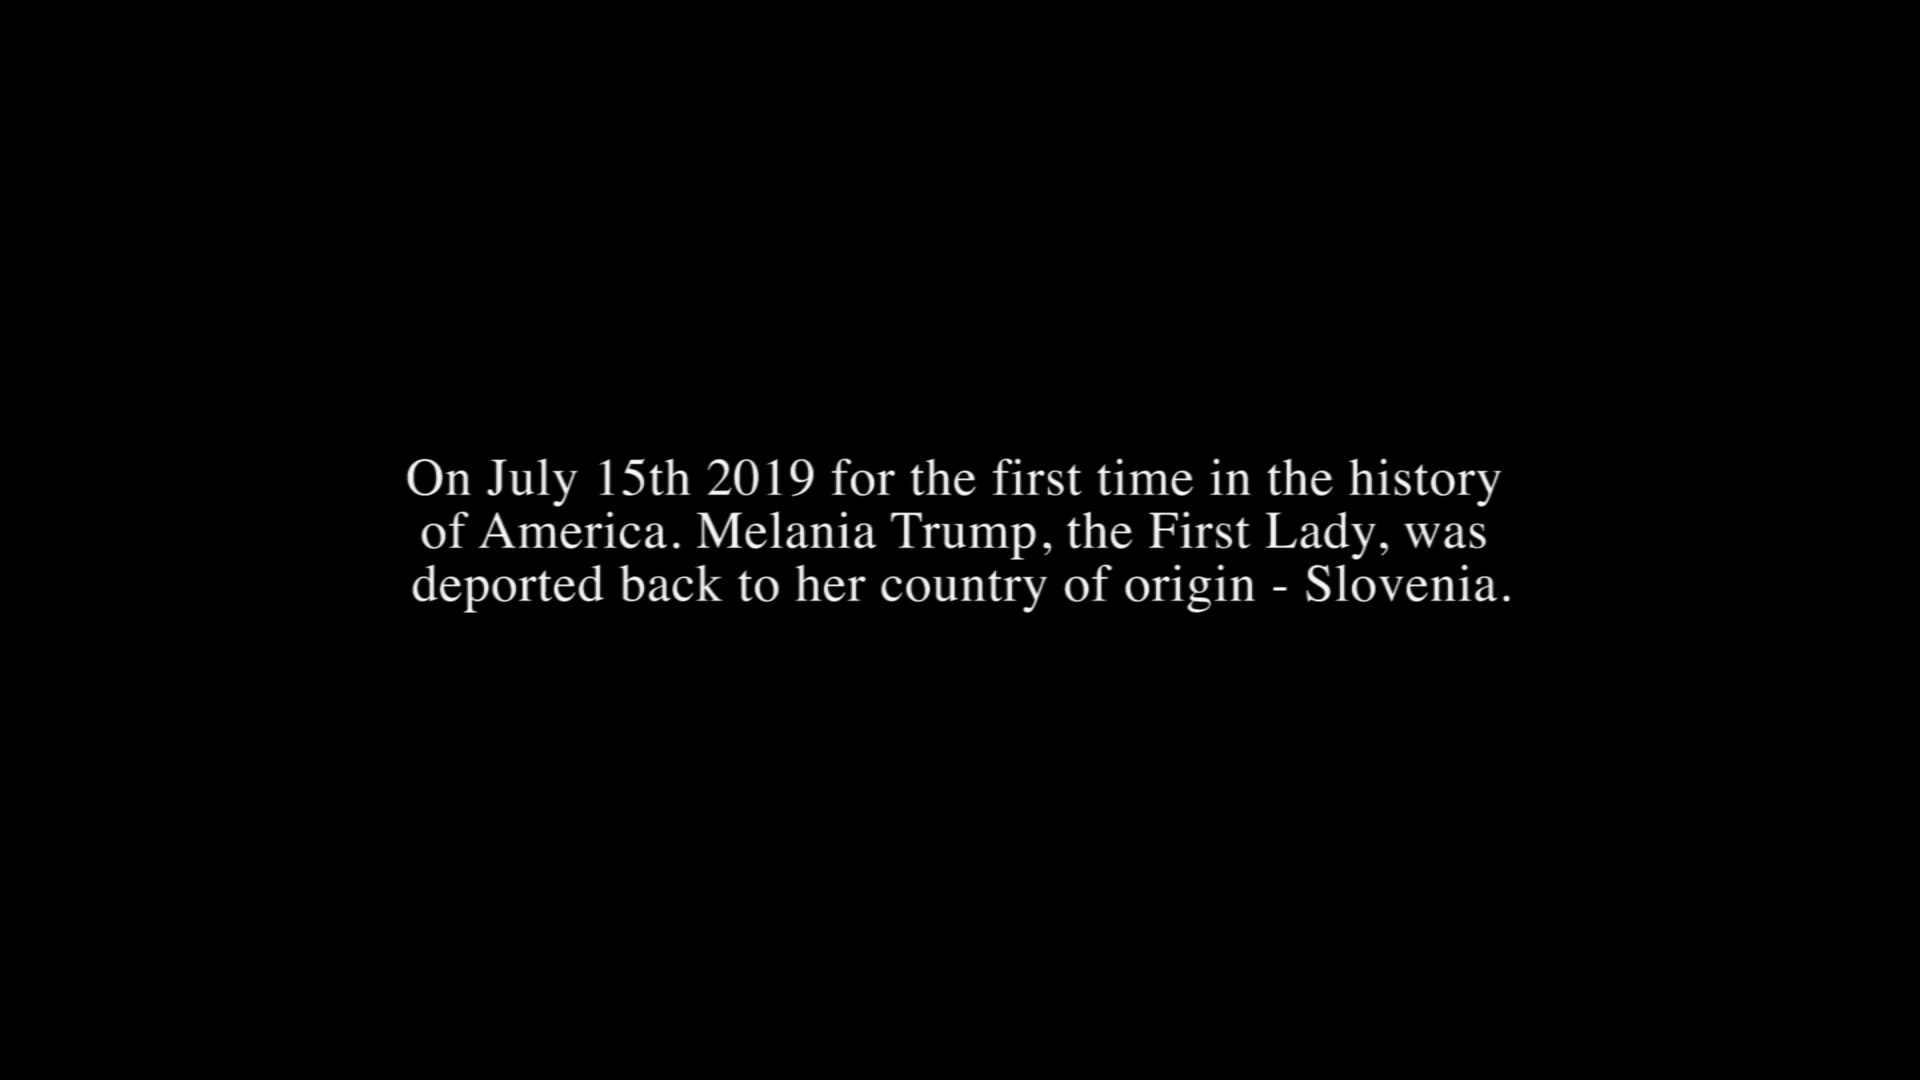 On July 15th 2019 for the first time in the history
of America. Melania Trump, the First Lady, was
deported back to her country of origin - Slovenia.